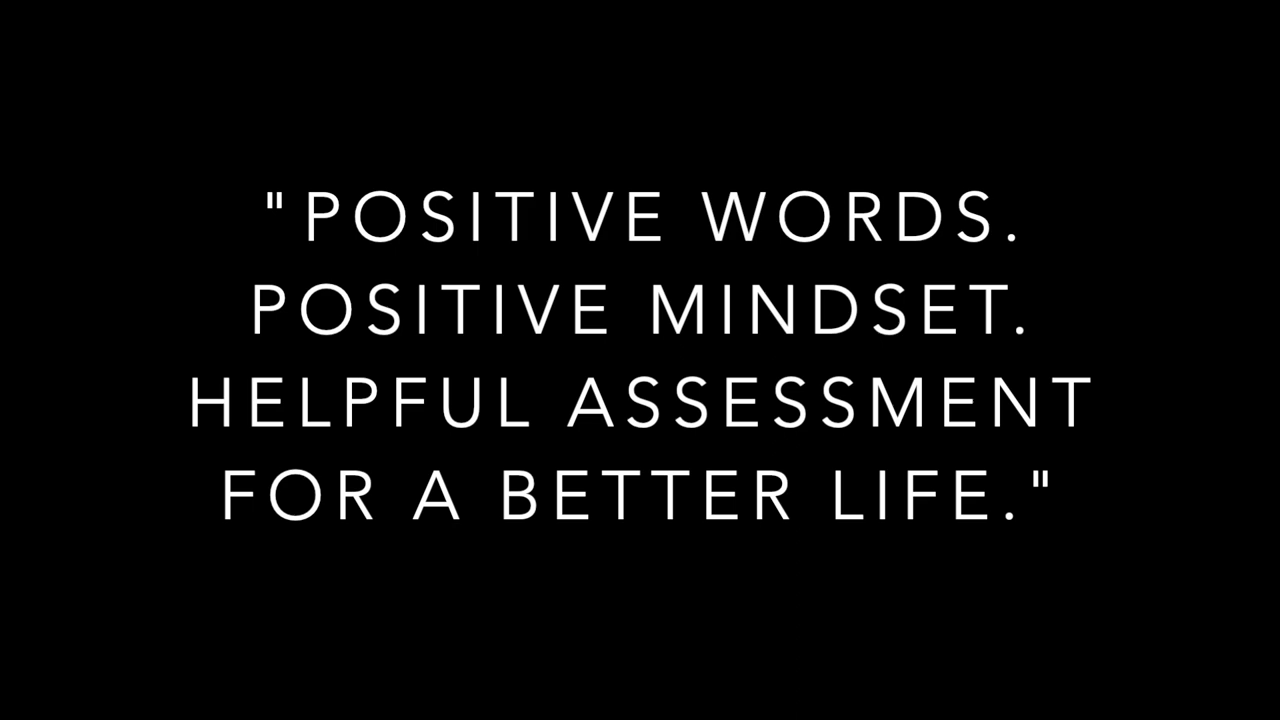 "POSITIVE WORDS.
POSITIVE MINDSET.
HELPFUL ASSESSMENT
FOR A BETTER LIFE."